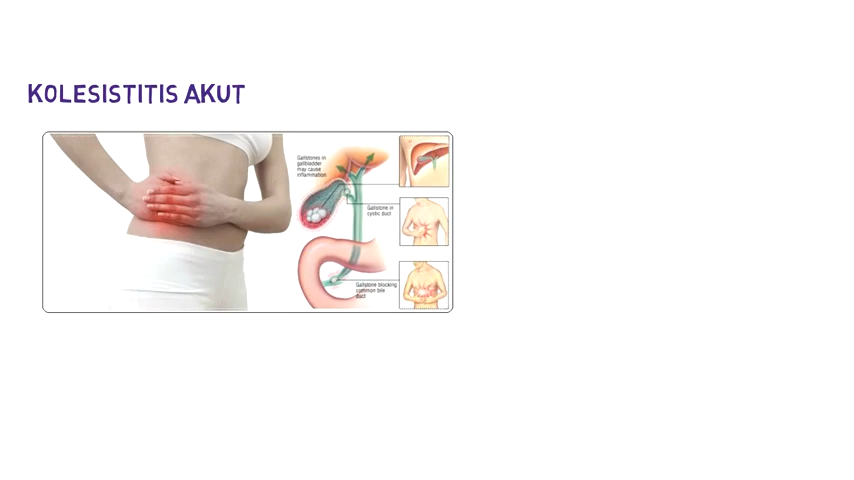 KOLESISTITIS AKUT
Gallstones in
gallbladder
may cause
inflammation
Gallstone in
cystic duct
Gallstone blocking
common bile
duct